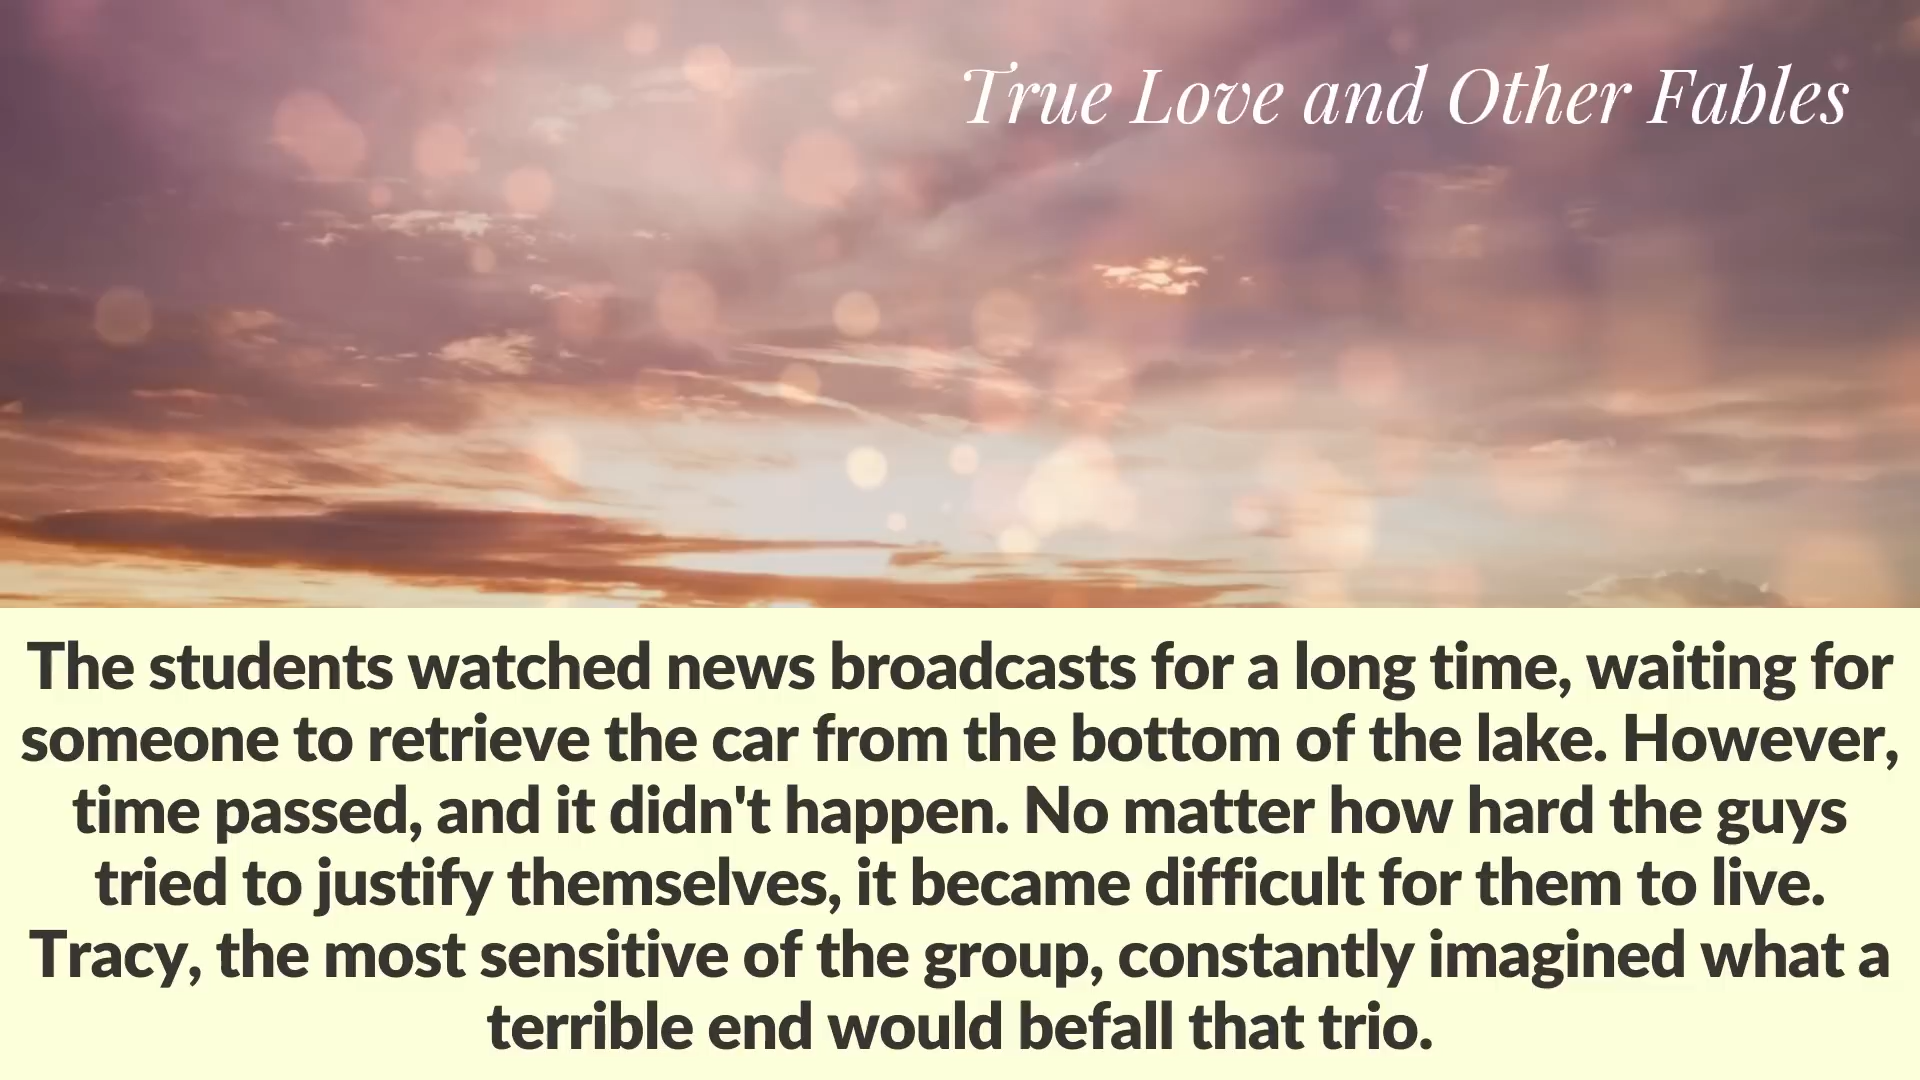 True Love and Other Fables
The students watched news broadcasts for a long time, waiting for
someone to retrieve the car from the bottom of the lake. However,
time passed, and it didn't happen. No matter how hard the guys
tried to justify themselves, it became difficult for them to live.
Tracy, the most sensitive of the group, constantly imagined what a
terrible end would befall that trio.